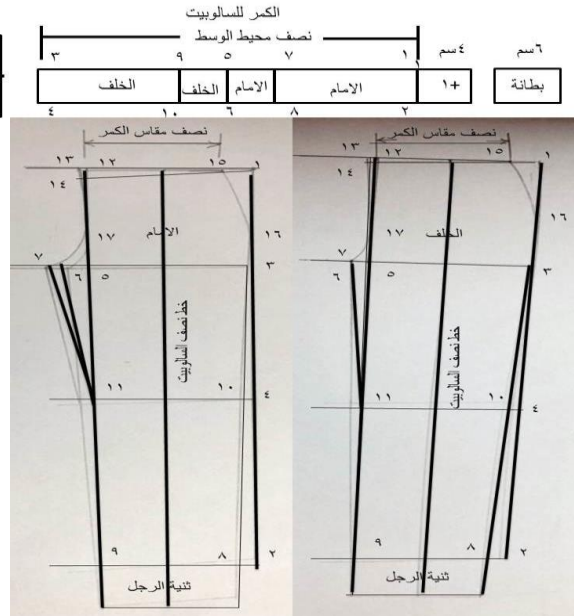 الكمر للسالوبيت
نصف محيط الوسط
٣ ٩ ٥ ٧ ١
٤سم ٦سم
الخلف الخلف الامام الامام +١ بطانة
٤ ١٠ ٦ ٨ ٢
نصف مقاس الكمر
١٣ ١٢ ١٥ ١
١٤
١٦
١٧ الامام
٧
٦ ٥ ٣
خط نصف السالوبيت
١١ ١٠ ٤
٩ ٨ ٢
ثنية الرجل
نصف مقاس الكمر
١٣ ١٢ ١٥ ١
١٤
١٦
١٧ الخلف
٧
٦ ٥ ٣
خط نصف السالوبيت
١١ ١٠ ٤
٩ ٨ ٢
ثنية الرجل